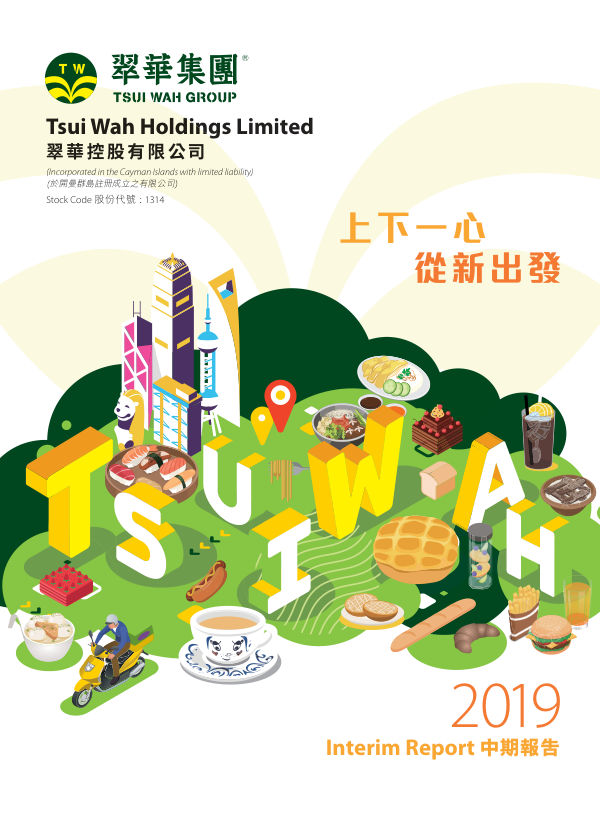 T W
翠華集團®
TSUI WAH GROUP
Tsui Wah Holdings Limited
翠華控股有限公司
(Incorporated in the Cayman Islands with limited liability)
(於開曼群島註冊成立之有限公司)
Stock Code 股份代號 : 1314
上下一心
從新出發
TSUI WAH
2019
Interim Report 中期報告